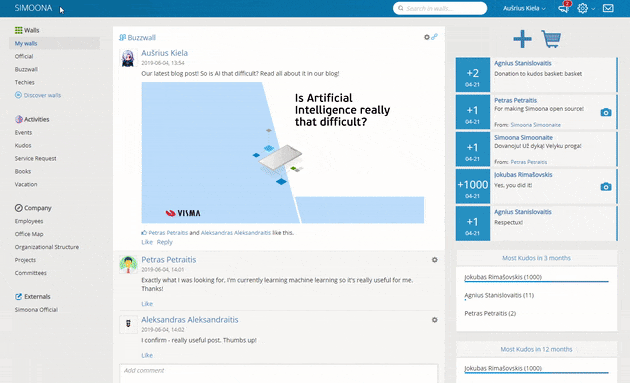 SIMOONA
Search in walls...
Aušrius Kiela
2
Walls
My walls
Official
Buzzwall
Techies
Discover walls
Activities
Events
Kudos
Service Request
Books
Vacation
Company
Employees
Office Map
Organizational Structure
Projects
Committees
Externals
Simoona Official
Buzzwall
Aušrius Kiela
2019-06-04, 13:54
Our latest blog post! So is AI that difficult? Read all about it in our blog!
Is Artificial
Intelligence really
that difficult?
VISMA
Petras Petraitis and Aleksandras Aleksandraitis like this.
Like Reply
Petras Petraitis
2019-06-04, 14:01
Exactly what I was looking for, I'm currently learning machine learning so it's really useful for me.
Thanks!
Like
Aleksandras Aleksandraitis
2019-06-04, 14:02
I confirm - really useful post. Thumbs up!
Like
Add comment
+2
04-21
Agnius Stanislovaitis
Donation to kudos basket: basket
+1
04-21
Petras Petraitis
For making Simoona open source!
From: Simoona Simoonaite
+1
04-21
Simoona Simoonaite
Dovanoju! Už dyką! Velykų proga!
From: Petras Petraitis
+1000
04-21
Jokubas Rimašovskis
Yes, you did it!
+1
04-21
Agnius Stanislovaitis
Respectux!
Most Kudos in 3 months
Jokubas Rimašovskis (1000)
Agnius Stanislovaitis (11)
Petras Petraitis (2)
Most Kudos in 12 months
Jokubas Rimašovskis (1000)